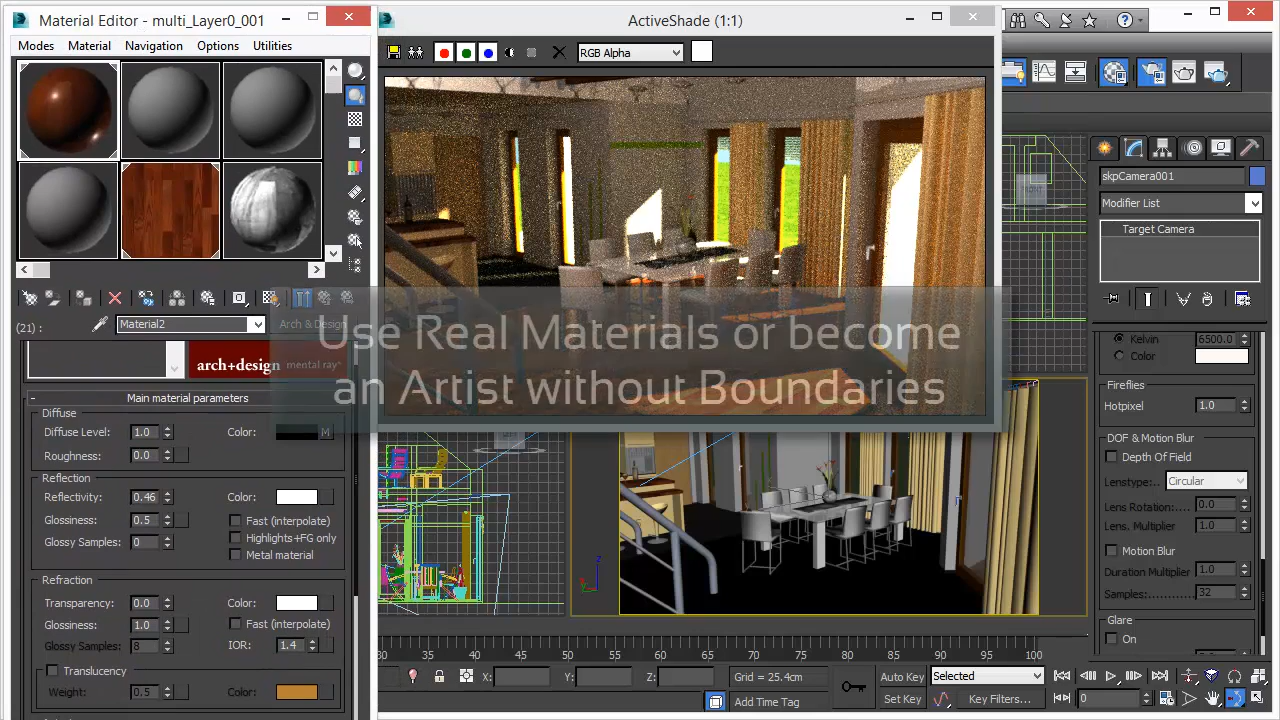 Material Editor - multi_Layer0_001
Modes Material Navigation Options Utilities
(21) :
Material2
Arch & Design
arch+design mental ray
- Main material parameters
Diffuse
Diffuse Level: 1.0 Color: M
Roughness: 0.0
Reflection
Reflectivity: 0.46 Color:
Glossiness: 0.5 Fast (interpolate)
Glossy Samples: 0 Highlights+FG only
Metal material
Refraction
Transparency: 0.0 Color:
Glossiness: 1.0 Fast (interpolate)
Glossy Samples: 8 IOR: 1.4
Translucency
Weight: 0.5 Color:
ActiveShade (1:1)
RGB Alpha
Use Real Materials or become
an Artist without Boundaries
FRONT
skpCamera001
Modifier List
Target Camera
Kelvin 6500.0
Color
Fireflies
Hotpixel 1.0
DOF & Motion Blur
Depth Of Field
Lenstype: Circular
Lens Rotation: 0.0
Lens. Multiplier 1.0
Motion Blur
Duration Multiplier 1.0
Samples: 32
Glare
On
30 35 40 45 50 55 60 65 70 75 80 85 90 95 100
X: Y: Z: Grid = 25.4cm Auto Key Selected
Add Time Tag Set Key Key Filters... 0